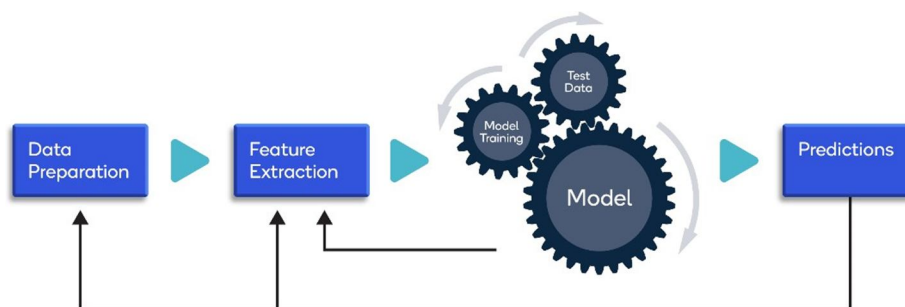 Data
Preparation
Feature
Extraction
Model
Training
Test
Data
Model
Predictions